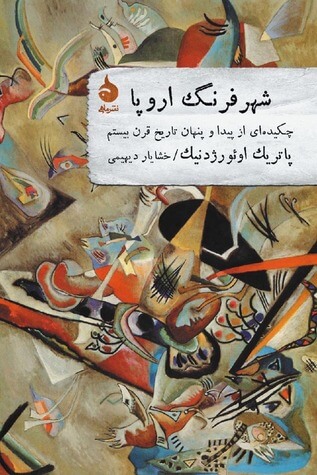 شهر فرنگ اروپا
چکیده‌ای از پیدا و پنهان تاریخ قرن بیستم
پاتریک اوئورژدنیک / خشایار دیهیمی
نشر ماهی